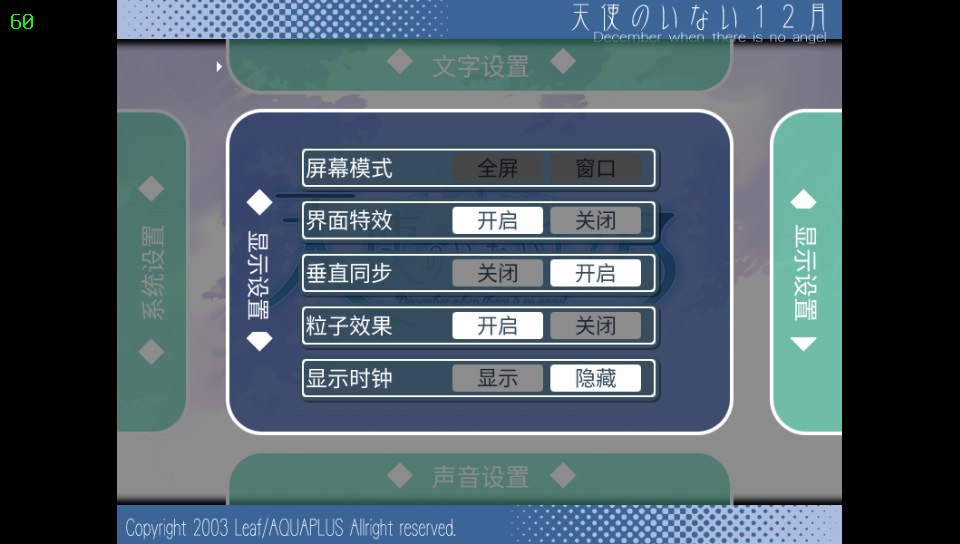 60
天使のいない12月
December when there is no angel
文字设置
系统设置
显示设置
屏幕模式 全屏 窗口
界面特效 开启 关闭
垂直同步 关闭 开启
粒子效果 开启 关闭
显示时钟 显示 隐藏
显示设置
声音设置
Copyright 2003 Leaf/AQUAPLUS Allright reserved.